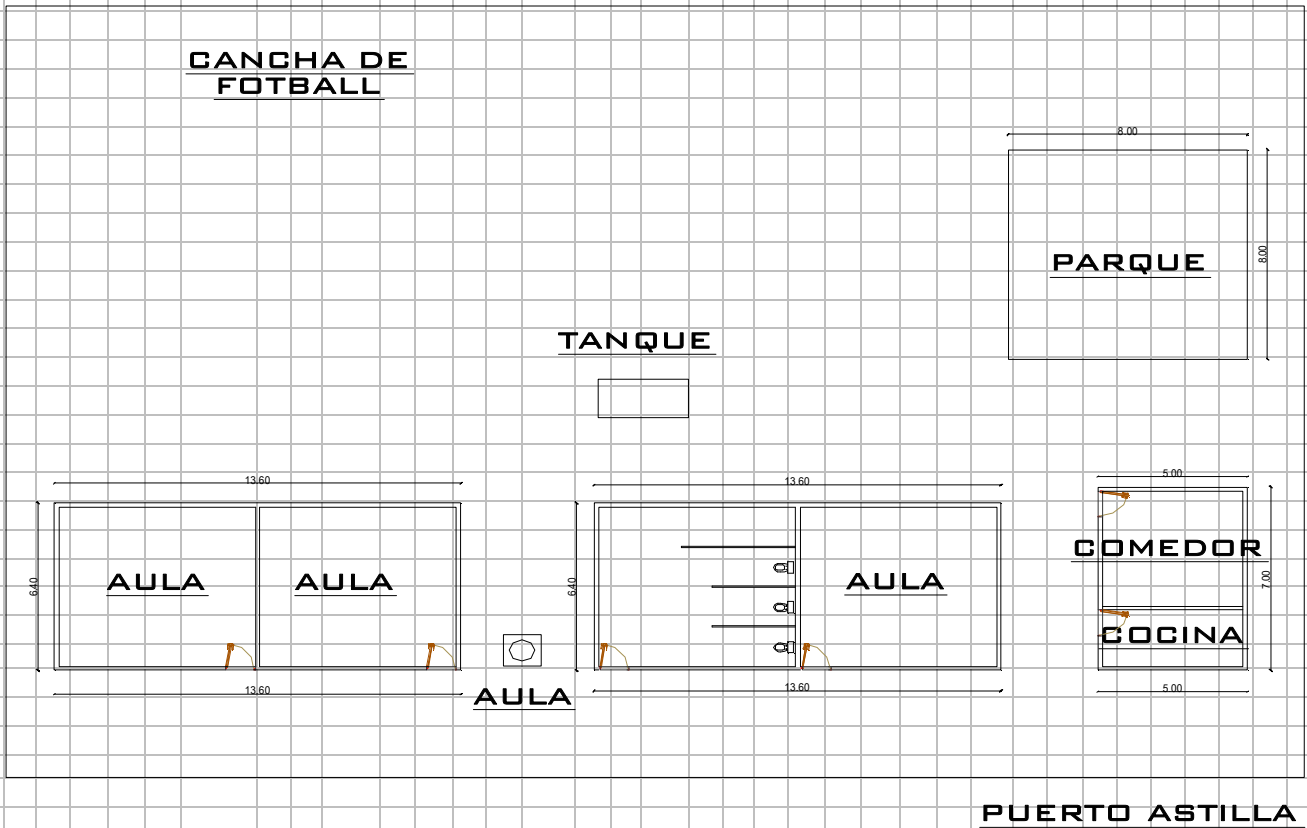 CANCHA DE
FOTBALL
8.00
8.00
PARQUE
TANQUE
13.60
13.60
5.00
6.40
AULA
AULA
6.40
AULA
COMEDOR
7.00
COCINA
13.60
AULA
13.60
5.00
PUERTO ASTILLA